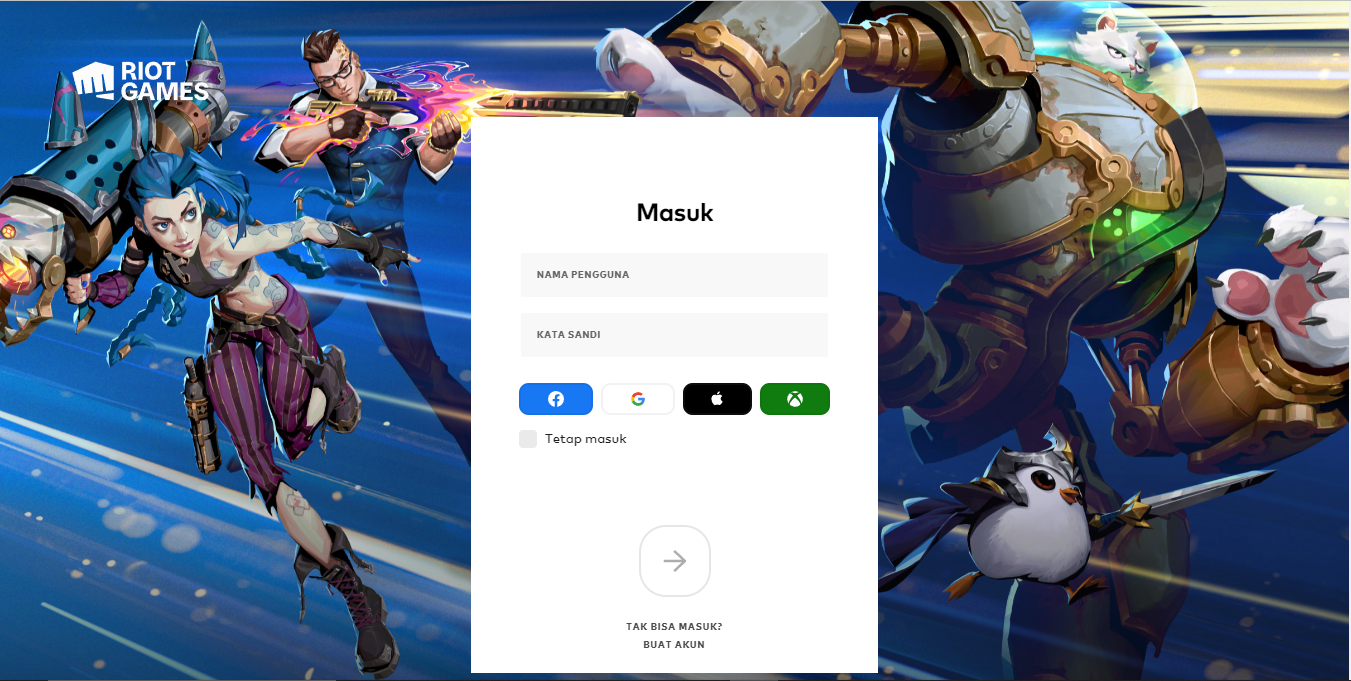 RIOT
GAMES
Masuk
NAMA PENGGUNA
KATA SANDI
Tetap masuk
TAK BISA MASUK?
BUAT AKUN